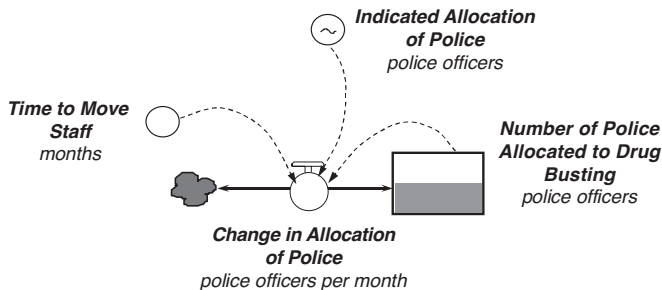 Indicated Allocation
of Police
police officers
Time to Move
Staff
months
Number of Police
Allocated to Drug
Busting
police officers
Change in Allocation
of Police
police officers per month